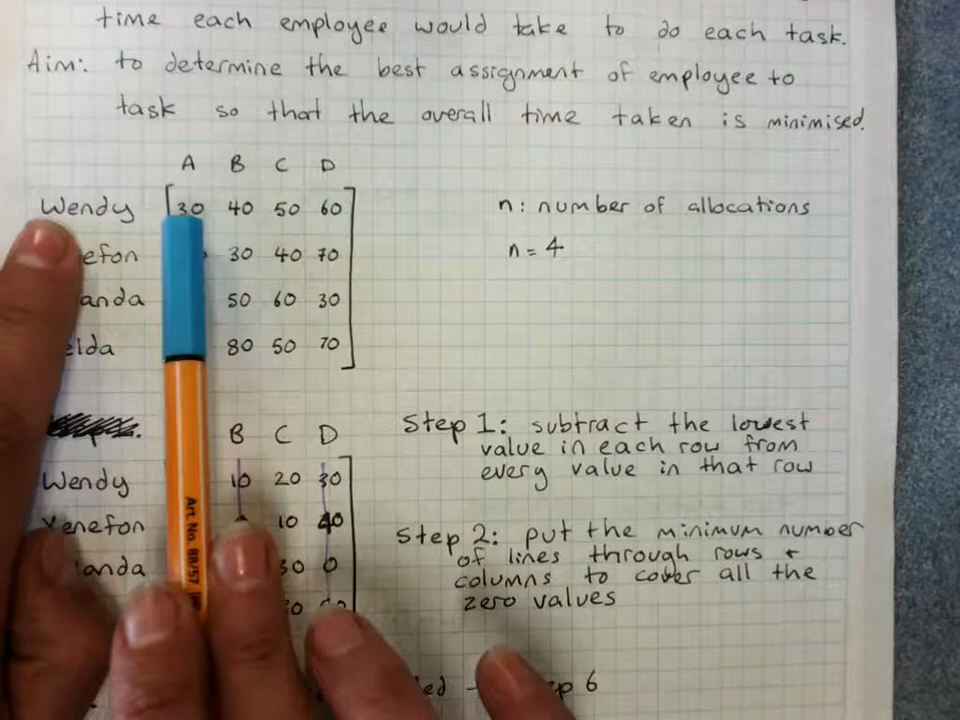 time each employee would take to do each task.
Aim: to determine the best assignment of employee to
task so that the overall time taken is minimised.
A B C D
Wendy 30 40 50 60
efon 30 40 70
anda 50 60 30
elda 80 50 70
n: number of allocations
n = 4
Step 1: subtract the lowest
value in each row from
every value in that row
B C D
Wendy 10 20 30
Xenefon 10 40
landa 30 0
Step 2: put the minimum number
of lines through rows +
columns to cover all the
zero values
6
Art. No. 88/57